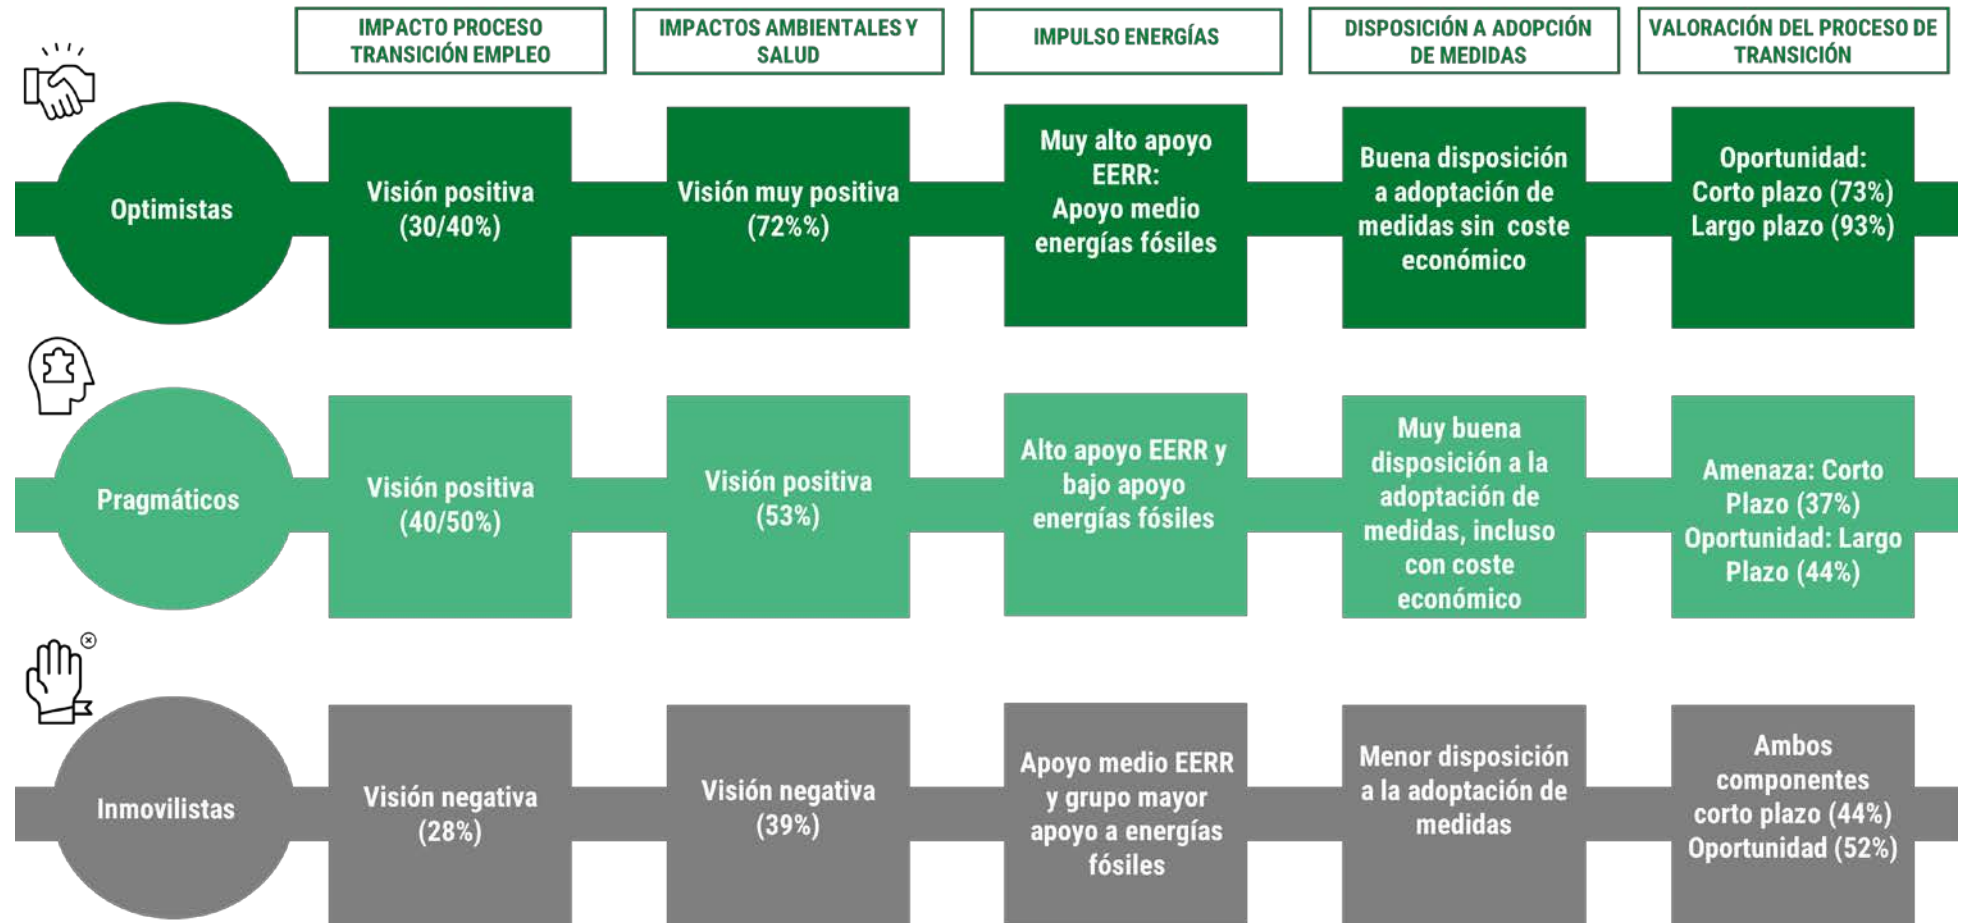 IMPACTO PROCESO
TRANSICIÓN EMPLEO
IMPACTOS AMBIENTALES Y
SALUD
IMPULSO ENERGÍAS
DISPOSICIÓN A ADOPCIÓN
DE MEDIDAS
VALORACIÓN DEL PROCESO DE
TRANSICIÓN
Optimistas
Visión positiva
(30/40%)
Visión muy positiva
(72%%)
Muy alto apoyo
EERR:
Apoyo medio
energías fósiles
Buena disposición
a adoptación de
medidas sin coste
económico
Oportunidad:
Corto plazo (73%)
Largo plazo (93%)
Pragmáticos
Visión positiva
(40/50%)
Visión positiva
(53%)
Alto apoyo EERR y
bajo apoyo
energías fósiles
Muy buena
disposición a la
adoptación de
medidas, incluso
con coste
económico
Amenaza: Corto
Plazo (37%)
Oportunidad: Largo
Plazo (44%)
Inmovilistas
Visión negativa
(28%)
Visión negativa
(39%)
Apoyo medio EERR
y grupo mayor
apoyo a energías
fósiles
Menor disposición
a la adoptación de
medidas
Ambos
componentes
corto plazo (44%)
Oportunidad (52%)